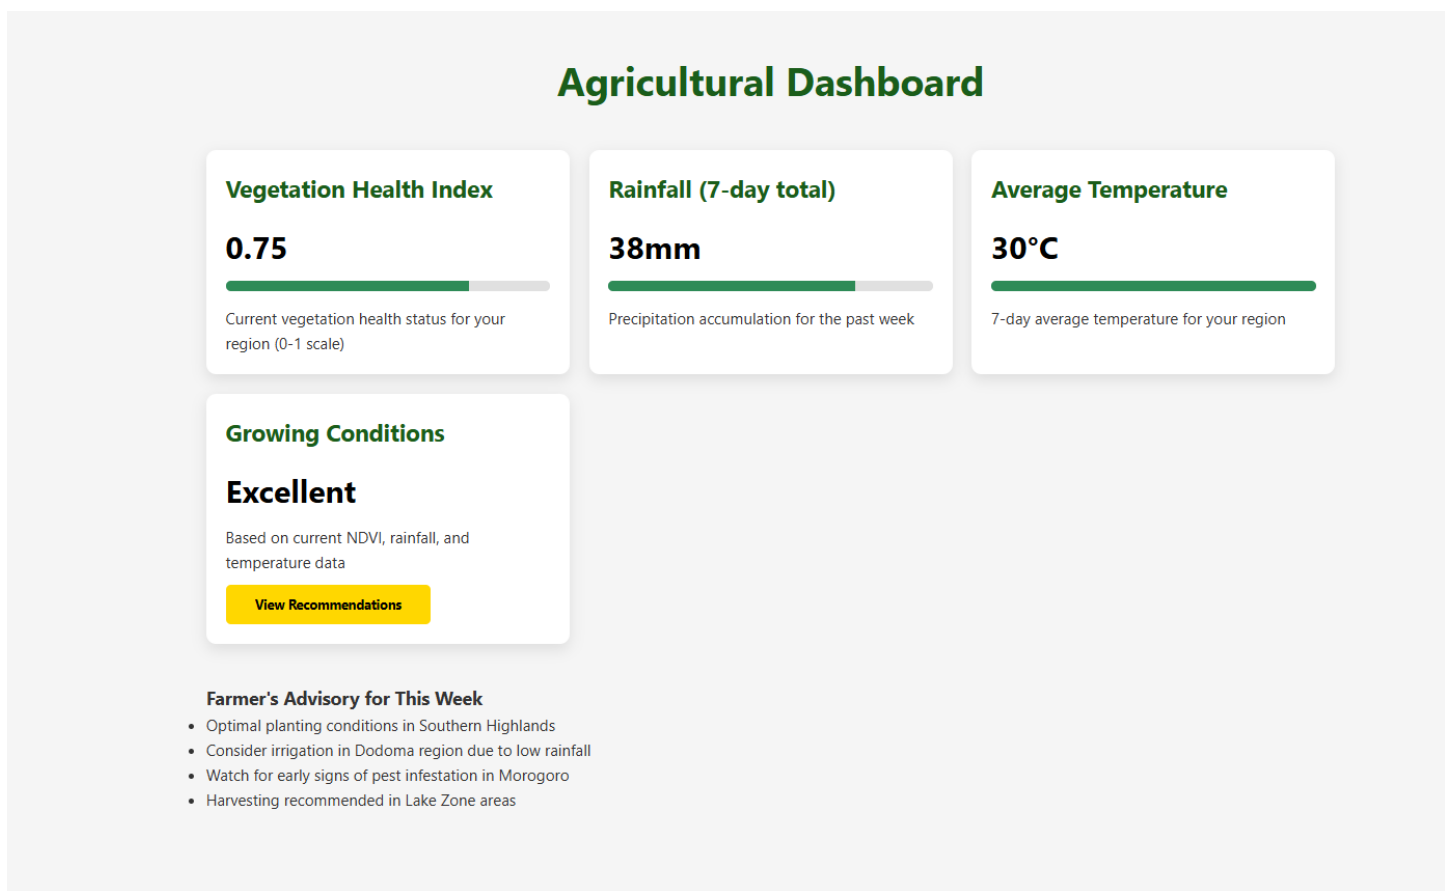 Agricultural Dashboard
Vegetation Health Index
0.75
Current vegetation health status for your
region (0-1 scale)
Rainfall (7-day total)
38mm
Precipitation accumulation for the past week
Average Temperature
30°C
7-day average temperature for your region
Growing Conditions
Excellent
Based on current NDVI, rainfall, and
temperature data
View Recommendations
Farmer's Advisory for This Week
• Optimal planting conditions in Southern Highlands
• Consider irrigation in Dodoma region due to low rainfall
• Watch for early signs of pest infestation in Morogoro
• Harvesting recommended in Lake Zone areas